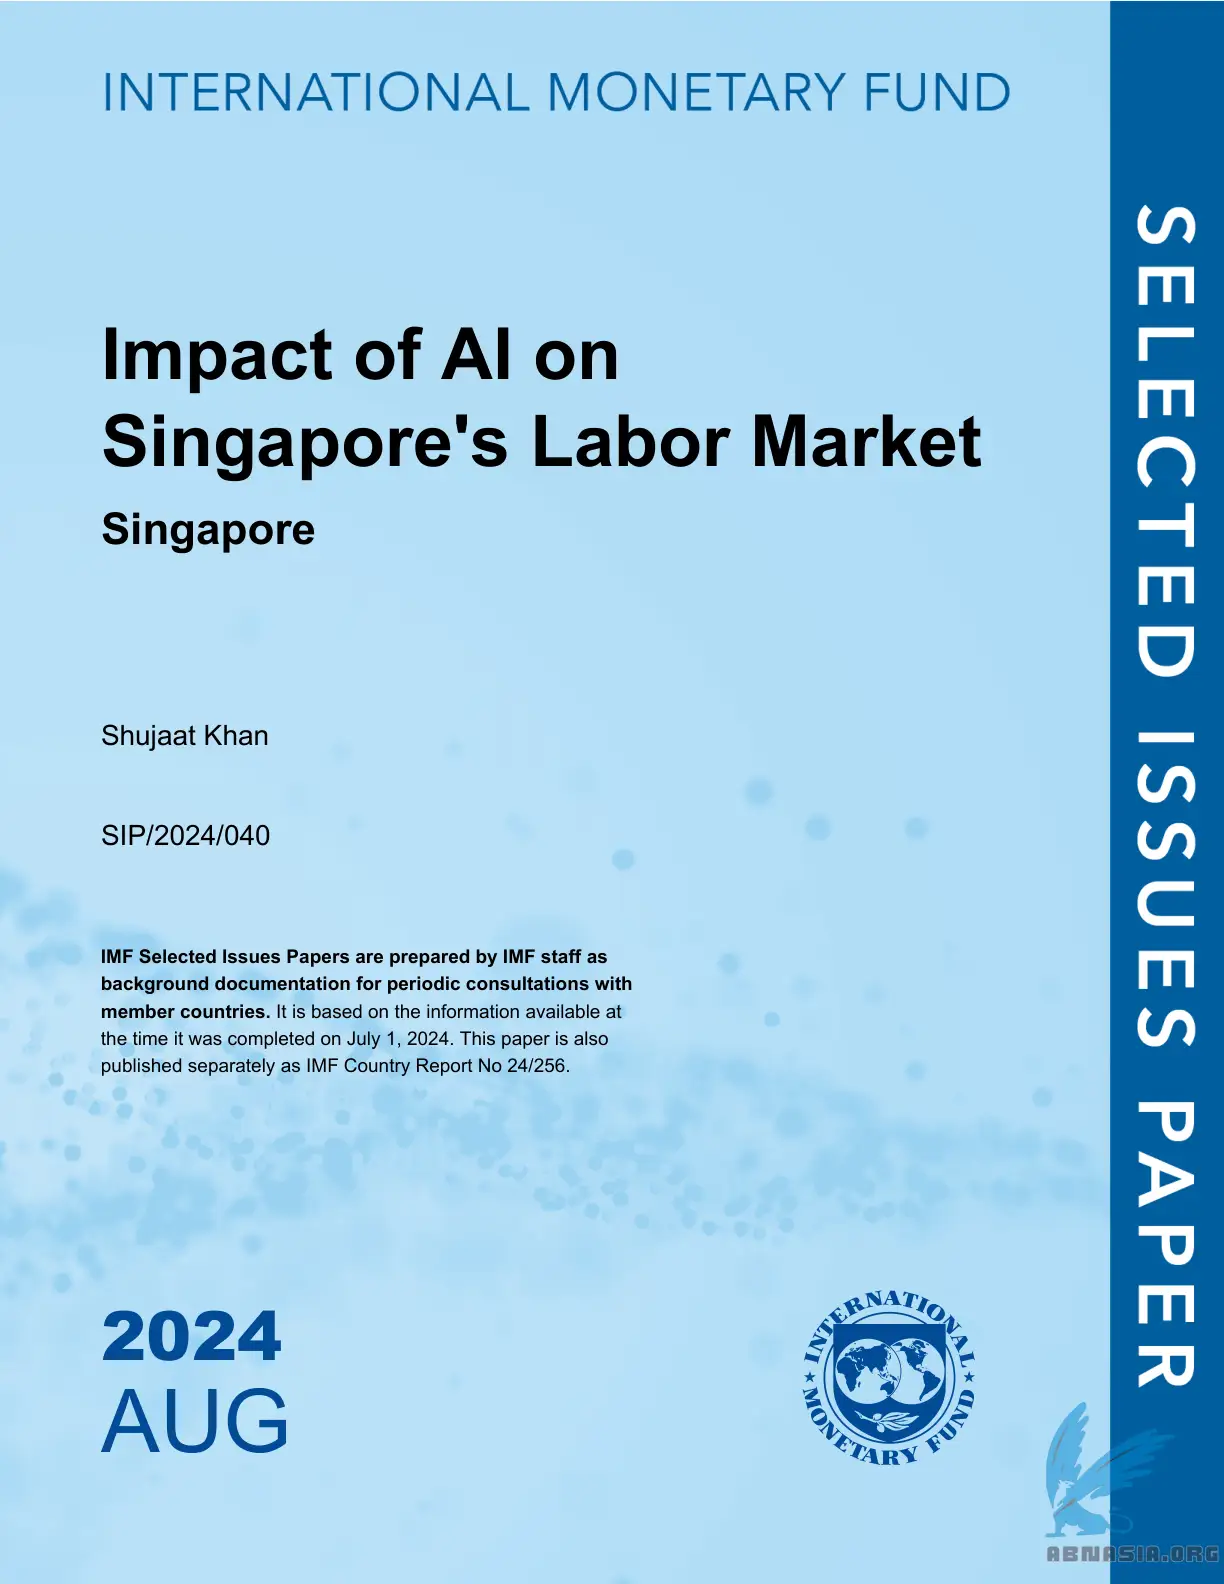 INTERNATIONAL MONETARY FUND
Impact of AI on
Singapore's Labor Market
Singapore
Shujaat Khan
SIP/2024/040
IMF Selected Issues Papers are prepared by IMF staff as
background documentation for periodic consultations with
member countries. It is based on the information available at
the time it was completed on July 1, 2024. This paper is also
published separately as IMF Country Report No 24/256.
2024
AUG
INTERNATIONAL MONETARY FUND
SELECTED ISSUES PAPER
ABNASIA.ORG